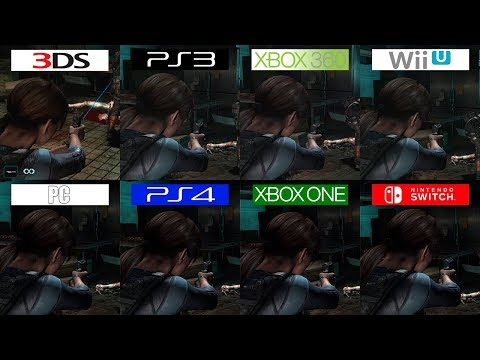 3DS
PS3
XBOX 360
Wii U
∞
PC
PS4
XBOX ONE
NINTENDO
SWITCH